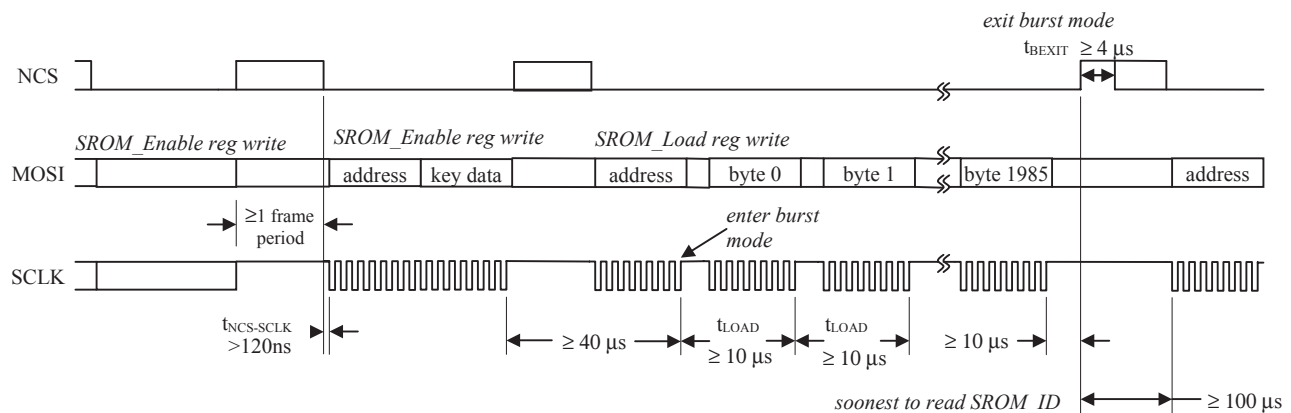 exit burst mode
tBEXIT ≥ 4 µs
NCS
SROM_Enable reg write
SROM_Enable reg write
SROM_Load reg write
MOSI
address
key data
address
byte 0
byte 1
byte 1985
address
≥1 frame
period
enter burst
mode
SCLK
tNCS-SCLK
>120ns
≥ 40 µs
tLOAD
≥ 10 µs
tLOAD
≥ 10 µs
≥ 10 µs
soonest to read SROM_ID
≥ 100 µs